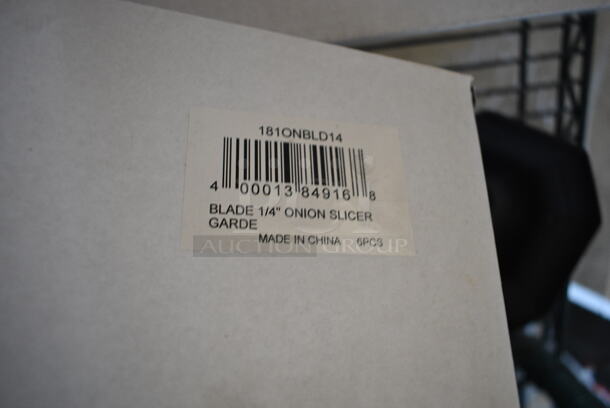 181ONBLD14
4 00013 84916 8
BLADE 1/4" ONION SLICER
GARDE
AUCTION GROUP
MADE IN CHINA 6PCS